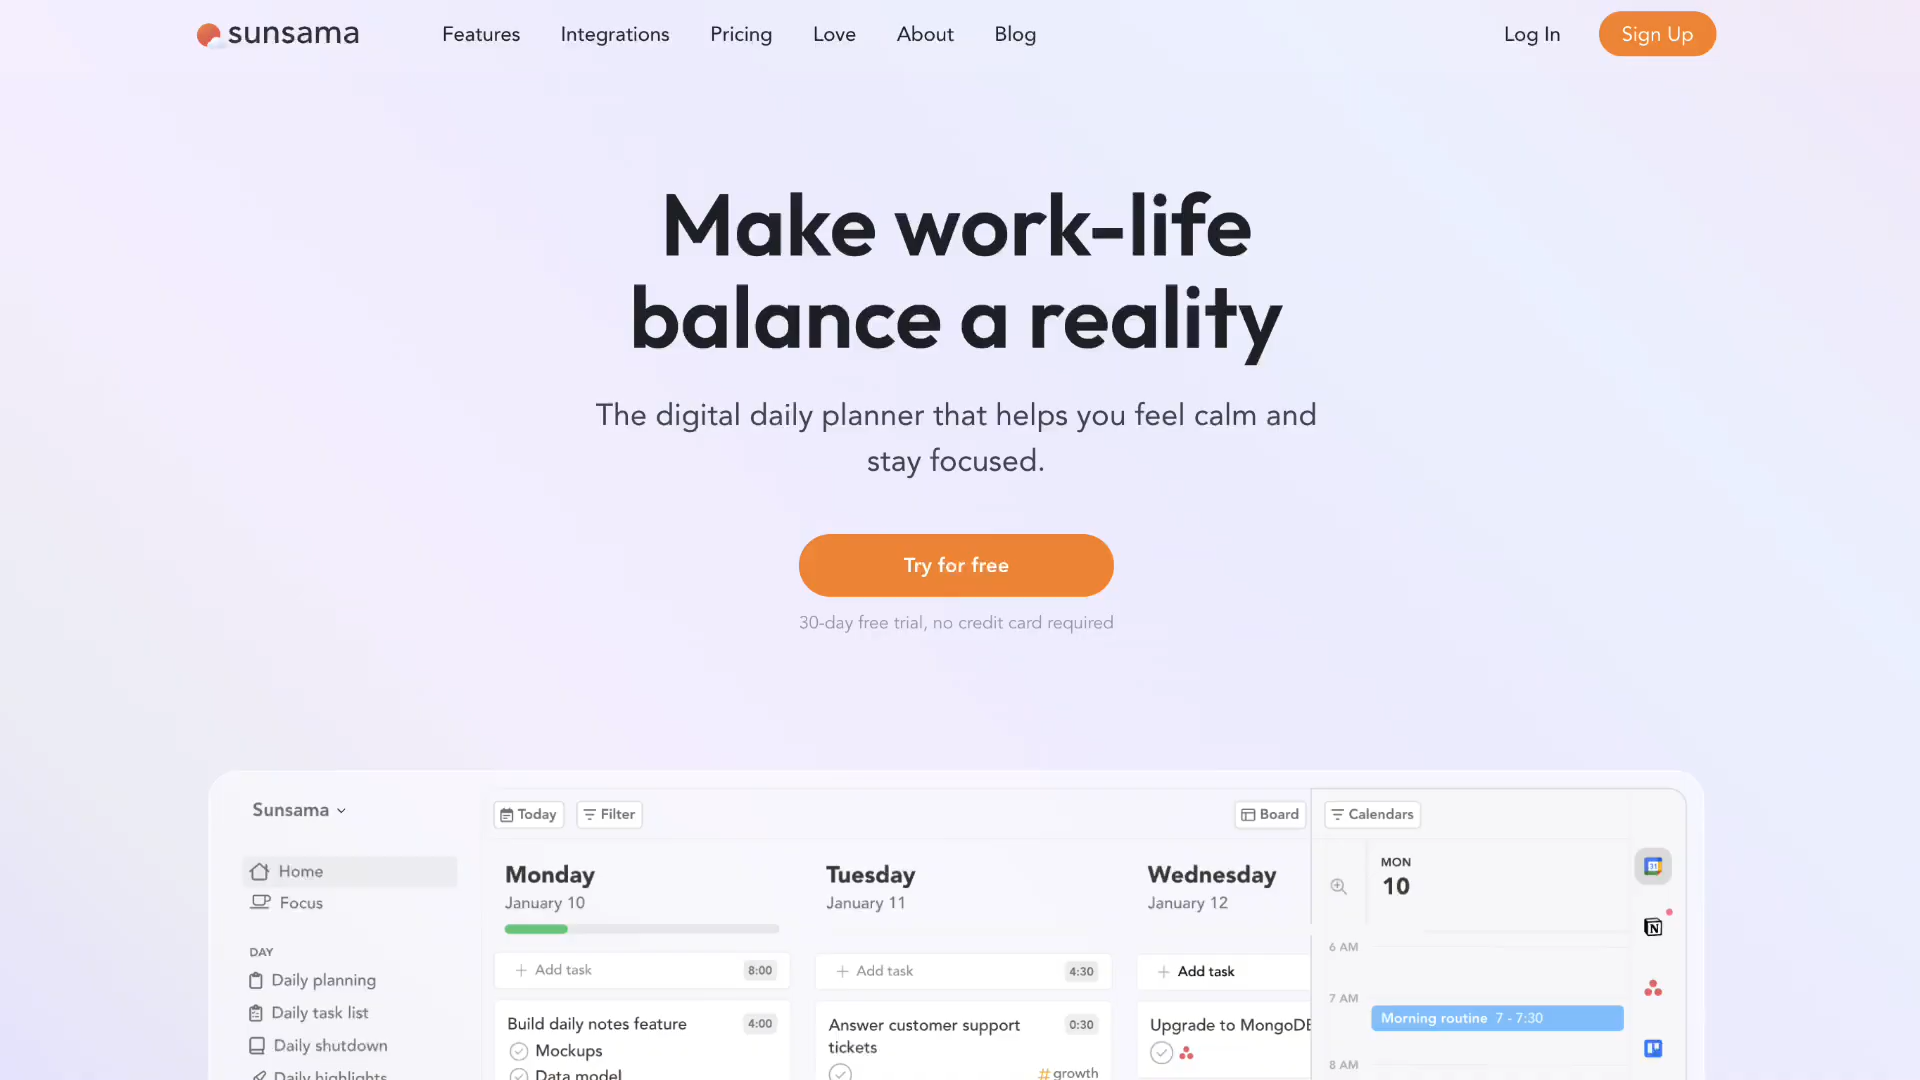 sunsama
Features
Integrations
Pricing
Love
About
Blog
Log In
Sign Up
Make work-life
balance a reality
The digital daily planner that helps you feel calm and
stay focused.
Try for free
30-day free trial, no credit card required
Sunsama
Home
Focus
DAY
Daily planning
Daily task list
Daily shutdown
Daily highlights
Today
Filter
Board
Monday
January 10
Add task 8:00
Build daily notes feature 4:00
Mockups
Data model
Tuesday
January 11
Add task 4:30
Answer customer support 0:30
tickets
#growth
Wednesday
January 12
Add task
Upgrade to MongoDB
Calendars
MON
10
31
N
6 AM
7 AM
Morning routine 7 - 7:30
8 AM